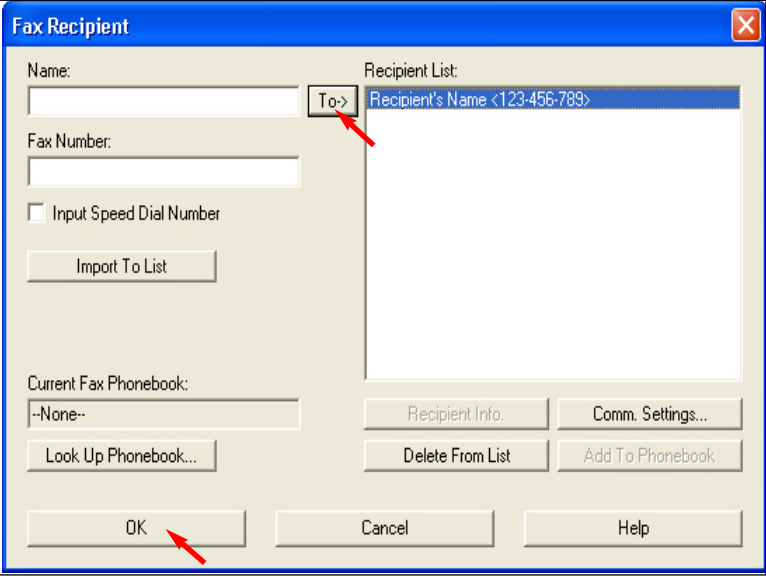 Fax Recipient
Name:
Recipient List:
To->
Recipient's Name <123-456-789>
Fax Number:
Input Speed Dial Number
Import To List
Current Fax Phonebook:
--None--
Recipient Info.
Comm. Settings...
Look Up Phonebook...
Delete From List
Add To Phonebook
OK
Cancel
Help